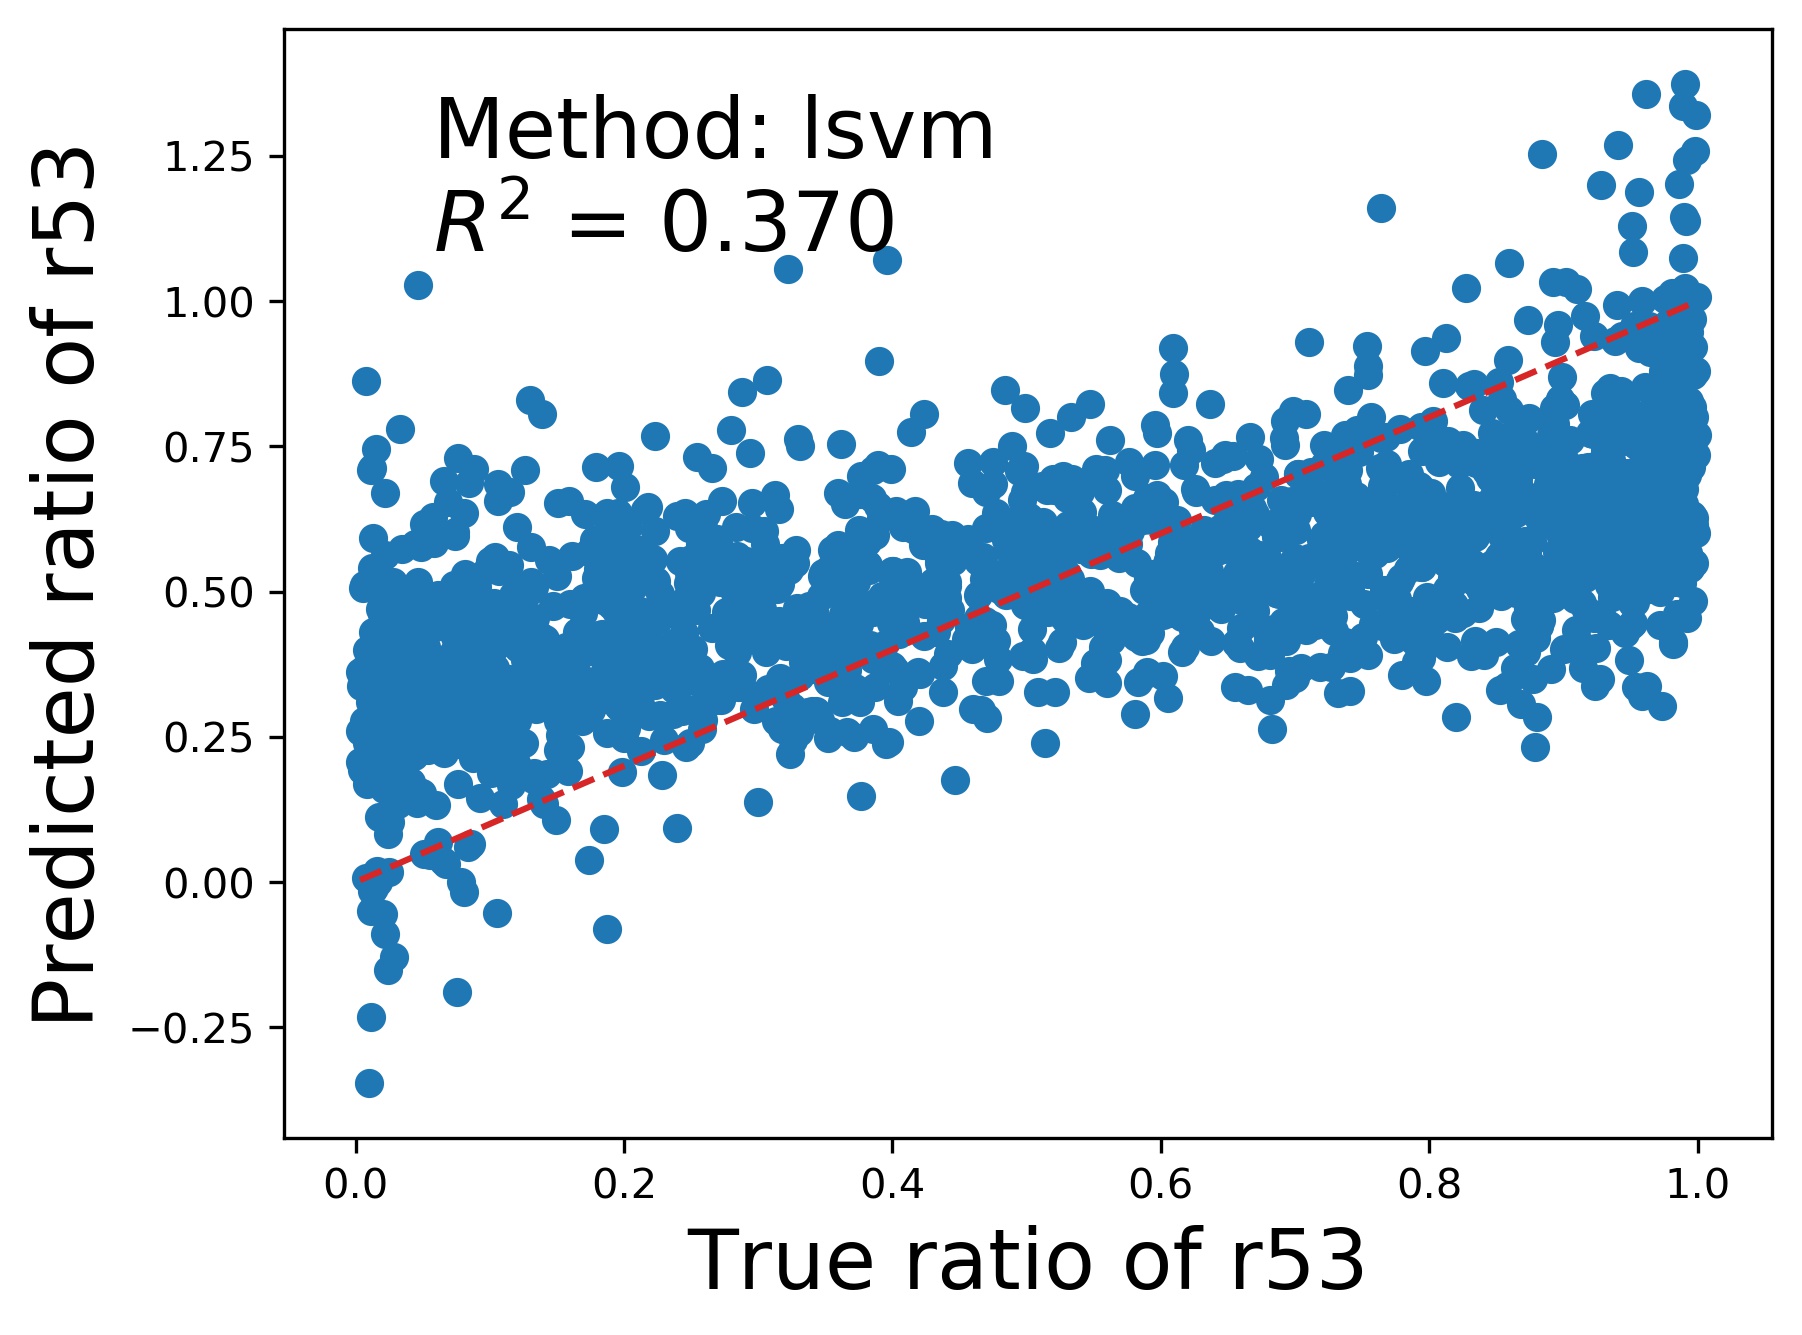 Method: lsvm
R² = 0.370
Predicted ratio of r53
1.25
1.00
0.75
0.50
0.25
0.00
−0.25
0.0 0.2 0.4 0.6 0.8 1.0
True ratio of r53